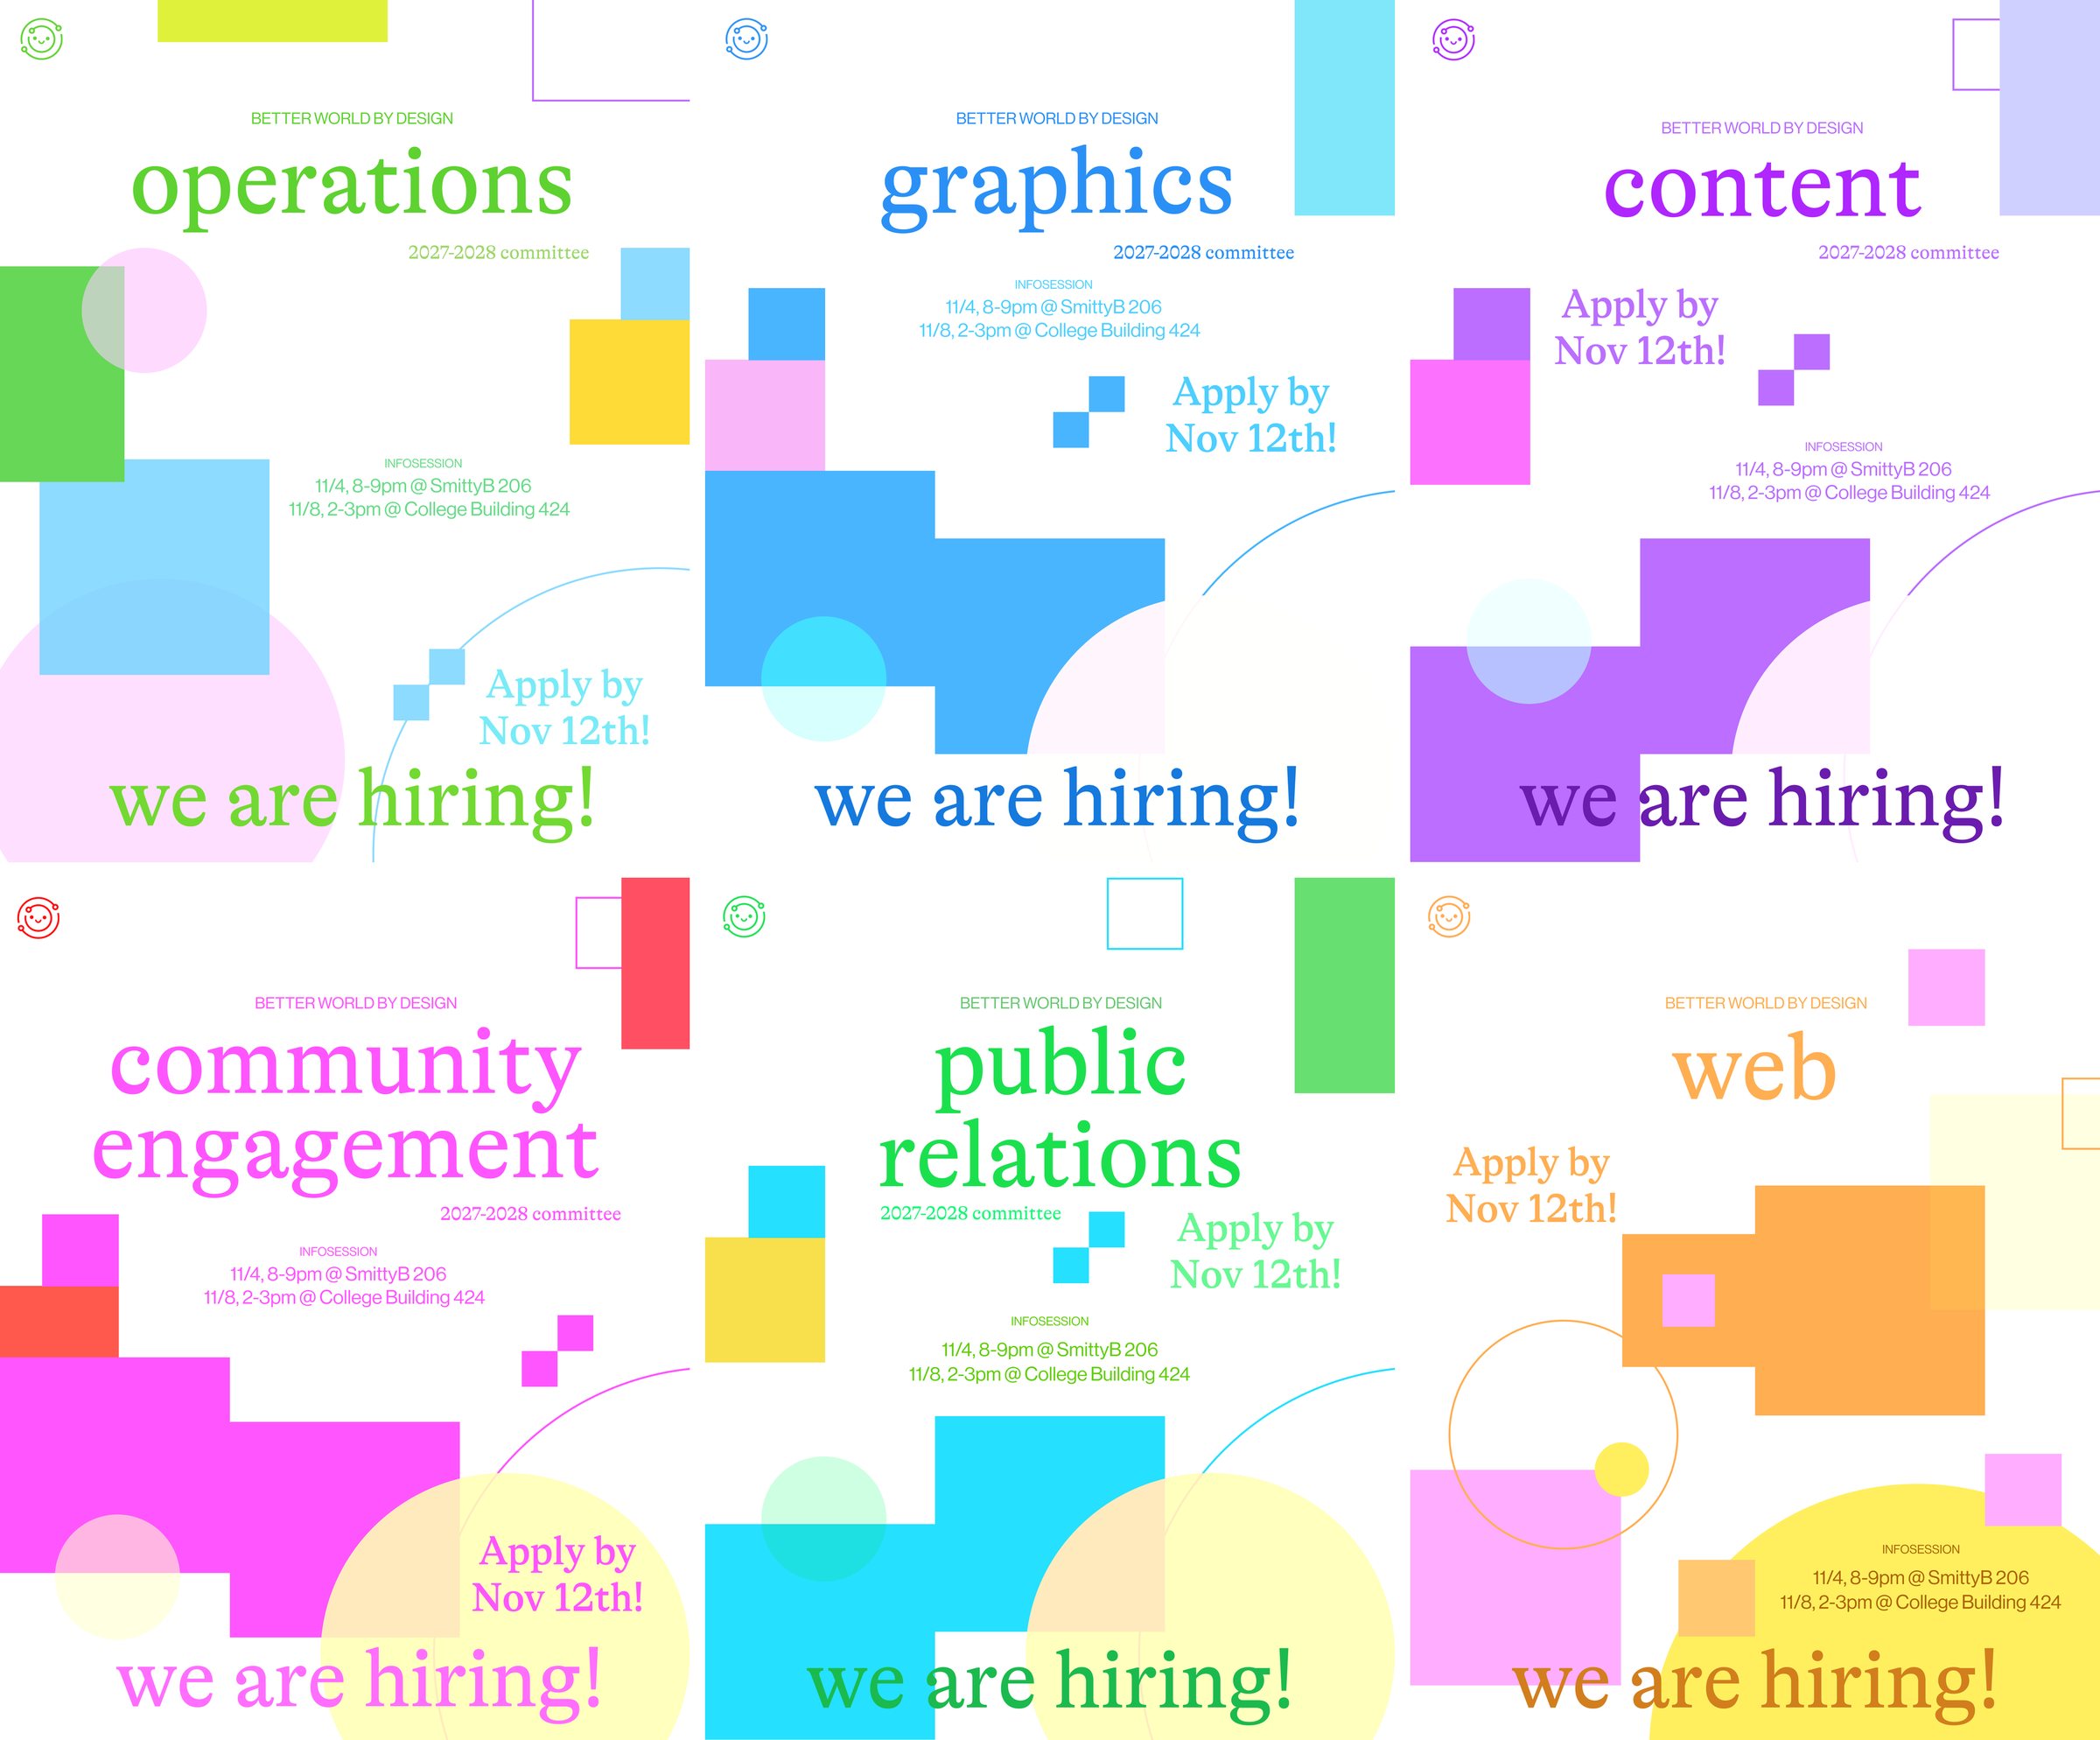 BETTER WORLD BY DESIGN
operations
2027-2028 committee
INFOSESSION
11/4, 8-9pm @ SmittyB 206
11/8, 2-3pm @ College Building 424
Apply by
Nov 12th!
we are hiring!
BETTER WORLD BY DESIGN
graphics
2027-2028 committee
INFOSESSION
11/4, 8-9pm @ SmittyB 206
11/8, 2-3pm @ College Building 424
Apply by
Nov 12th!
we are hiring!
BETTER WORLD BY DESIGN
content
2027-2028 committee
Apply by
Nov 12th!
INFOSESSION
11/4, 8-9pm @ SmittyB 206
11/8, 2-3pm @ College Building 424
we are hiring!
BETTER WORLD BY DESIGN
community
engagement
2027-2028 committee
INFOSESSION
11/4, 8-9pm @ SmittyB 206
11/8, 2-3pm @ College Building 424
Apply by
Nov 12th!
we are hiring!
BETTER WORLD BY DESIGN
public
relations
2027-2028 committee
Apply by
Nov 12th!
INFOSESSION
11/4, 8-9pm @ SmittyB 206
11/8, 2-3pm @ College Building 424
we are hiring!
BETTER WORLD BY DESIGN
web
Apply by
Nov 12th!
INFOSESSION
11/4, 8-9pm @ SmittyB 206
11/8, 2-3pm @ College Building 424
we are hiring!